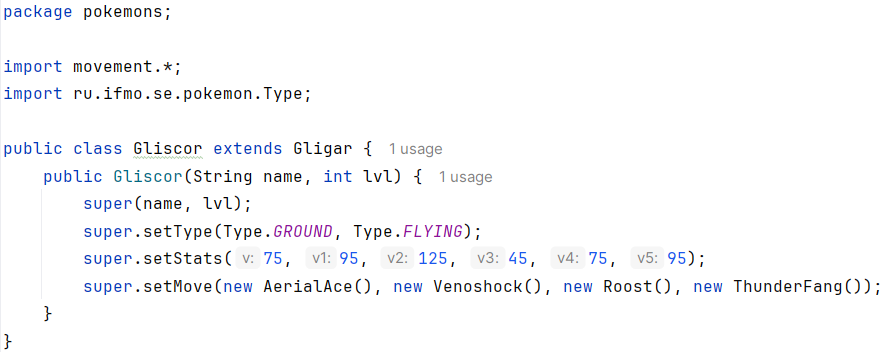 package pokemons;
import movement.*;
import ru.ifmo.se.pokemon.Type;
public class Gliscor extends Gligar { 1 usage
public Gliscor(String name, int lvl) { 1 usage
super(name, lvl);
super.setType(Type.GROUND, Type.FLYING);
super.setStats( v: 75, v1: 95, v2: 125, v3: 45, v4: 75, v5: 95);
super.setMove(new AerialAce(), new Venoshock(), new Roost(), new ThunderFang());
}
}